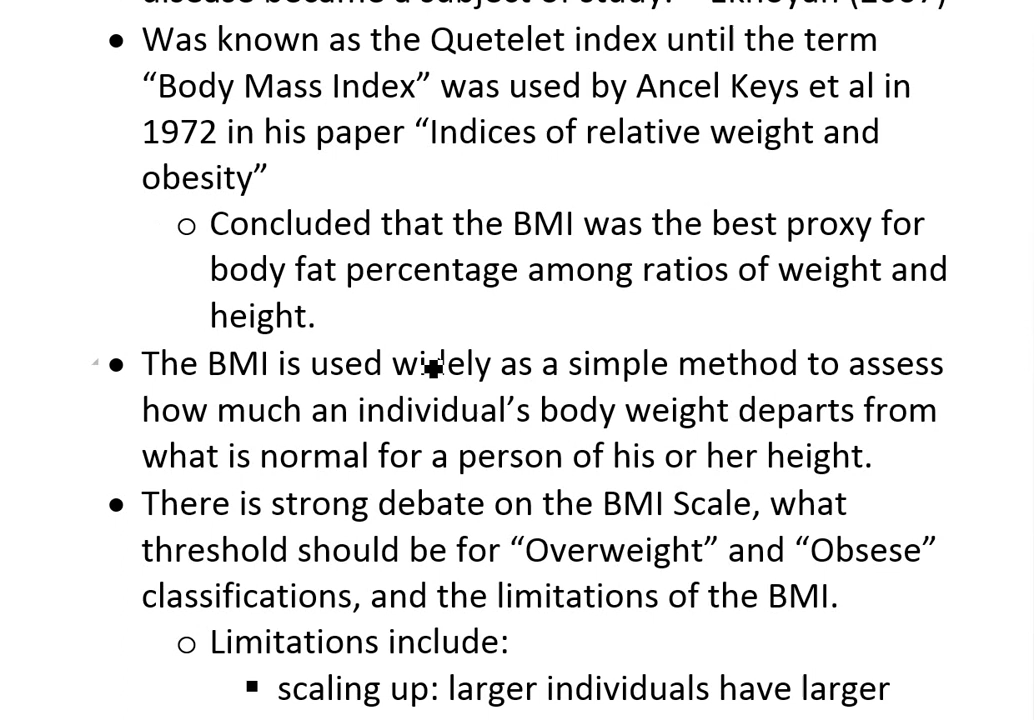 disease became a subject of study.
Was known as the Quetelet index until the term
“Body Mass Index” was used by Ancel Keys et al in
1972 in his paper “Indices of relative weight and
obesity”
Concluded that the BMI was the best proxy for
body fat percentage among ratios of weight and
height.
The BMI is used widely as a simple method to assess
how much an individual’s body weight departs from
what is normal for a person of his or her height.
There is strong debate on the BMI Scale, what
threshold should be for “Overweight” and “Obsese”
classifications, and the limitations of the BMI.
Limitations include:
scaling up: larger individuals have larger